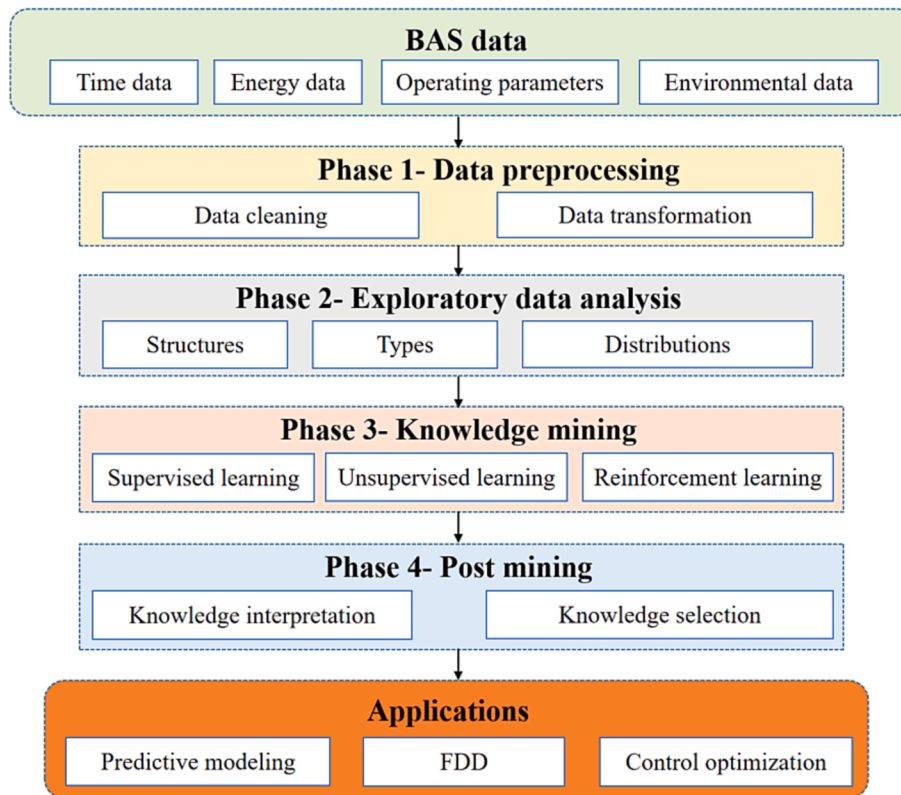 BAS data
Time data
Energy data
Operating parameters
Environmental data
Phase 1- Data preprocessing
Data cleaning
Data transformation
Phase 2- Exploratory data analysis
Structures
Types
Distributions
Phase 3- Knowledge mining
Supervised learning
Unsupervised learning
Reinforcement learning
Phase 4- Post mining
Knowledge interpretation
Knowledge selection
Applications
Predictive modeling
FDD
Control optimization